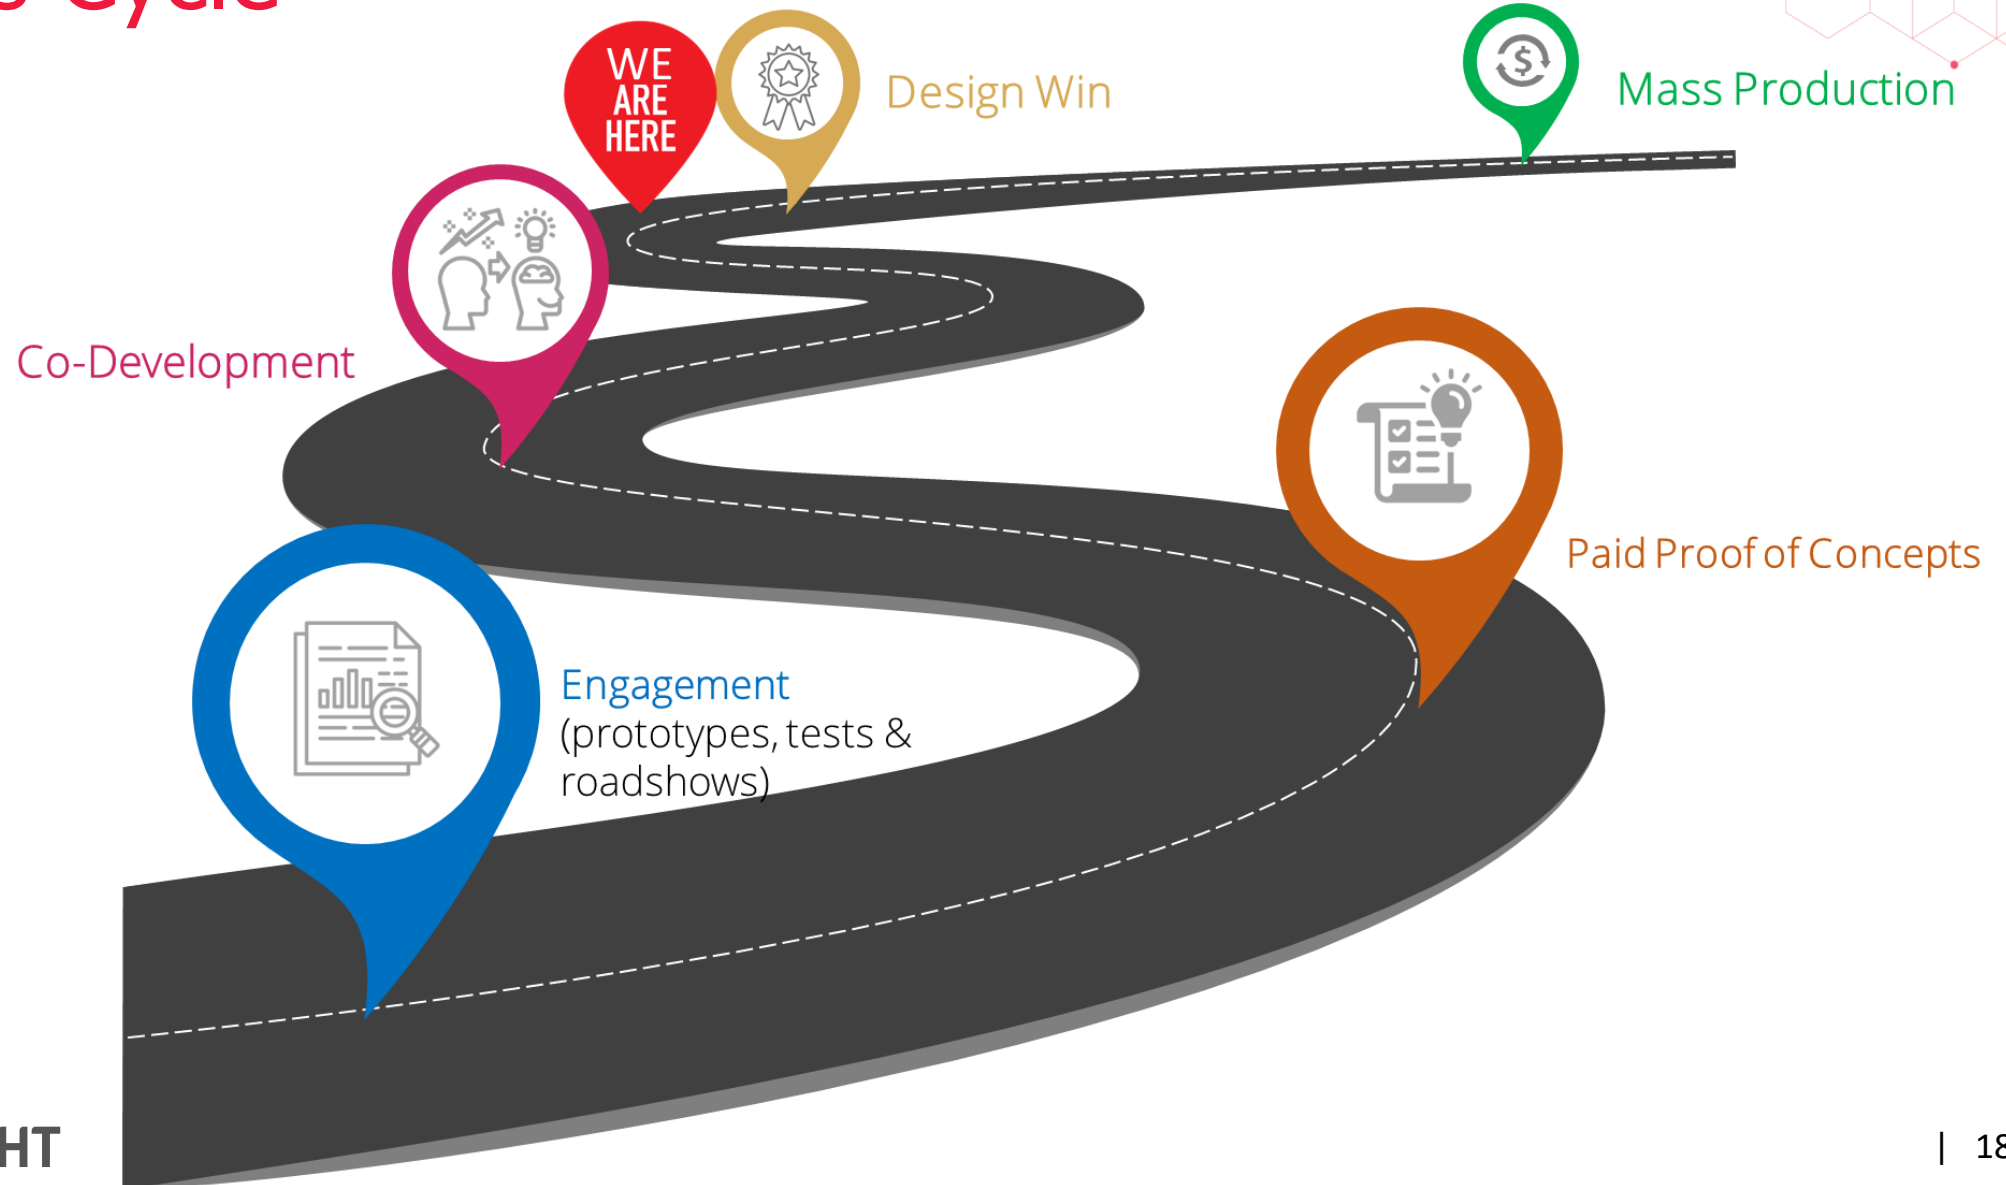 Cycle
WE
ARE
HERE
Design Win
Mass Production
Co-Development
Paid Proof of Concepts
Engagement
(prototypes, tests &
roadshows)
HT
| 18